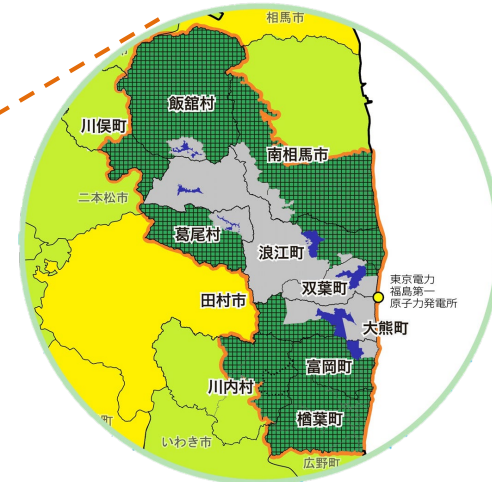 相馬市
飯舘村
川俣町
南相馬市
二本松市
葛尾村
浪江町
双葉町
東京電力
福島第一
原子力発電所
田村市
大熊町
富岡町
川内村
楢葉町
町
いわき市
広野町